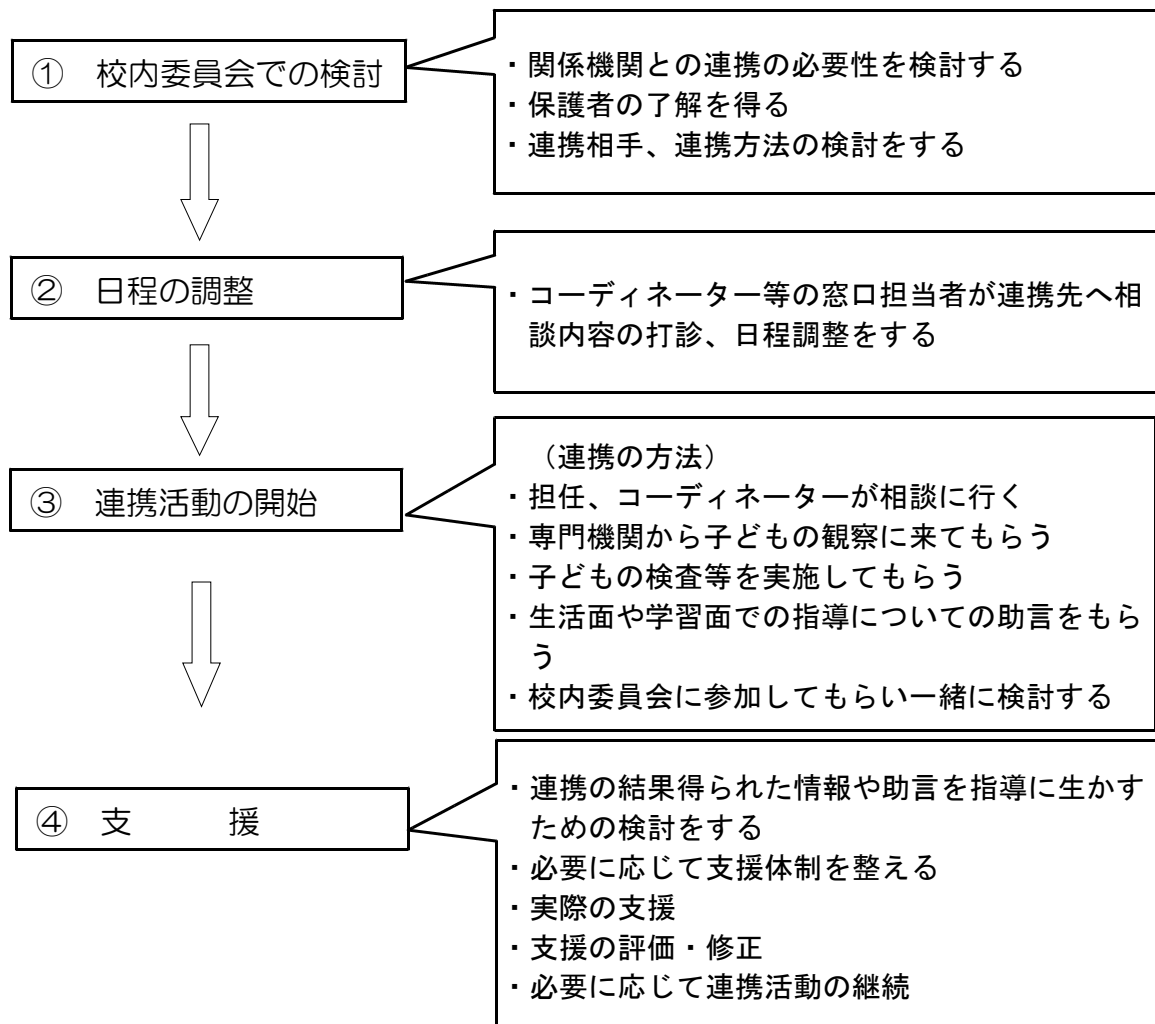 ① 校内委員会での検討
・関係機関との連携の必要性を検討する
・保護者の了解を得る
・連携相手、連携方法の検討をする
② 日程の調整
・コーディネーター等の窓口担当者が連携先へ相
談内容の打診、日程調整をする
③ 連携活動の開始
（連携の方法）
・担任、コーディネーターが相談に行く
・専門機関から子どもの観察に来てもらう
・子どもの検査等を実施してもらう
・生活面や学習面での指導についての助言をもら
う
・校内委員会に参加してもらい一緒に検討する
④ 支　　援
・連携の結果得られた情報や助言を指導に生かす
ための検討をする
・必要に応じて支援体制を整える
・実際の支援
・支援の評価・修正
・必要に応じて連携活動の継続